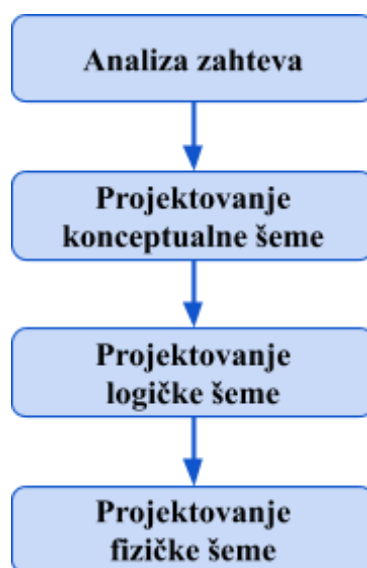 Analiza zahteva
Projektovanje
konceptualne šeme
Projektovanje
logičke šeme
Projektovanje
fizičke šeme